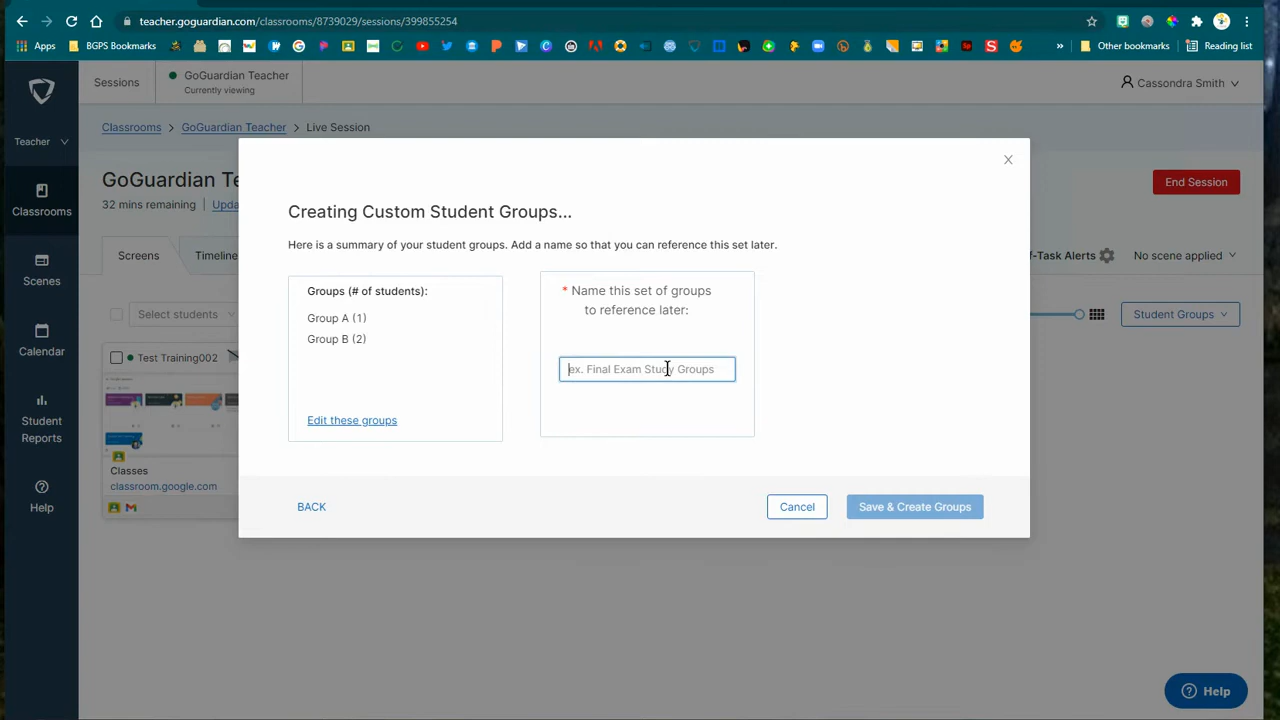 teacher.goguardian.com/classrooms/8739029/sessions/399855254
Apps
BGPS Bookmarks
Other bookmarks
Reading list
Sessions
GoGuardian Teacher
Currently viewing
Cassondra Smith
Teacher
Classrooms > GoGuardian Teacher > Live Session
Classrooms
Scenes
Calendar
Student
Reports
Help
GoGuardian Te
32 mins remaining
Upda
End Session
Screens
Timeline
f-Task Alerts
No scene applied
Select students
Student Groups
Test Training002
Classes
classroom.google.com
Creating Custom Student Groups...
Here is a summary of your student groups. Add a name so that you can reference this set later.
Groups (# of students):
Group A (1)
Group B (2)
Edit these groups
* Name this set of groups
to reference later:
ex. Final Exam Study Groups
BACK
Cancel
Save & Create Groups
Help